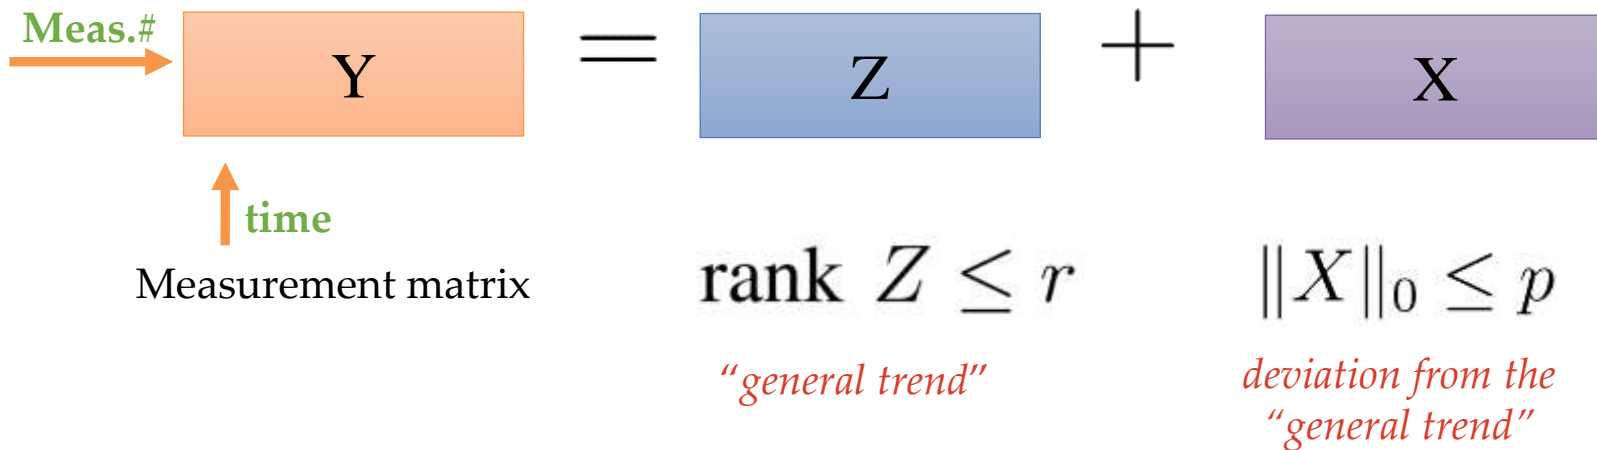 Meas.#
Y = Z + X
time
Measurement matrix
rank Z ≤ r
‖X‖₀ ≤ p
“general trend”
deviation from the
“general trend”